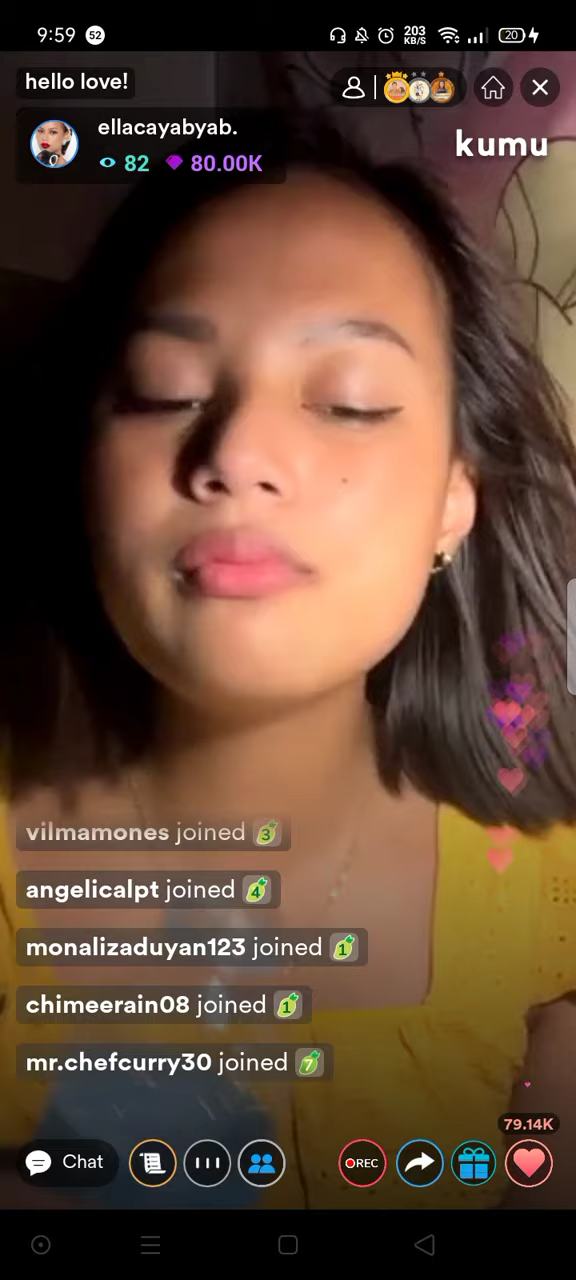 9:59 52 203 KB/S 20
hello love!
ellacayabyab.
82 80.00K
kumu
vilmamones joined 3
angelicalpt joined 4
monalizaduyan123 joined 1
chimeerain08 joined 1
mr.chefcurry30 joined 7
79.14K
Chat REC